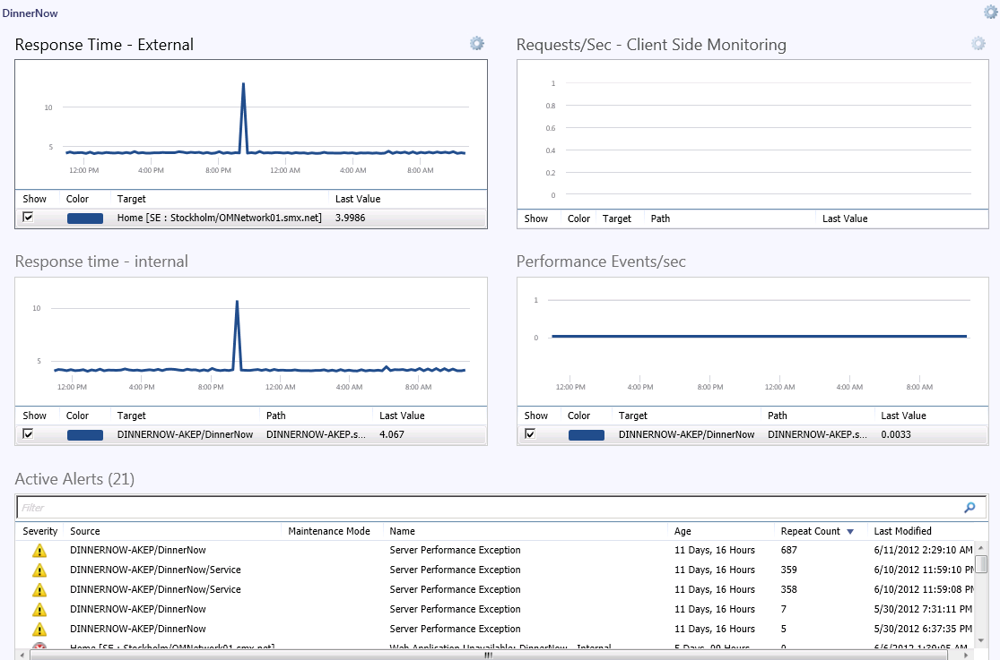 DinnerNow
Response Time - External
10
5
12:00 PM 4:00 PM 8:00 PM 12:00 AM 4:00 AM 8:00 AM
Show Color Target Last Value
Home [SE : Stockholm/OMNetwork01.smx.net] 3.9986
Requests/Sec - Client Side Monitoring
1
0.8
0.6
0.4
0.2
0
Show Color Target Path Last Value
Response time - internal
10
5
12:00 PM 4:00 PM 8:00 PM 12:00 AM 4:00 AM 8:00 AM
Show Color Target Path Last Value
DINNERNOW-AKEP/DinnerNow DINNERNOW-AKEP.s... 4.067
Performance Events/sec
1
0
12:00 PM 4:00 PM 8:00 PM 12:00 AM 4:00 AM 8:00 AM
Show Color Target Path Last Value
DINNERNOW-AKEP/DinnerNow DINNERNOW-AKEP.s... 0.0033
Active Alerts (21)
Filter
Severity Source Maintenance Mode Name Age Repeat Count Last Modified
DINNERNOW-AKEP/DinnerNow Server Performance Exception 11 Days, 16 Hours 687 6/11/2012 2:29:10 AM
DINNERNOW-AKEP/DinnerNow/Service Server Performance Exception 11 Days, 16 Hours 359 6/10/2012 11:59:10 PM
DINNERNOW-AKEP/DinnerNow/Service Server Performance Exception 11 Days, 16 Hours 358 6/10/2012 11:59:08 PM
DINNERNOW-AKEP/DinnerNow Server Performance Exception 11 Days, 16 Hours 7 5/30/2012 7:31:11 PM
DINNERNOW-AKEP/DinnerNow Server Performance Exception 11 Days, 16 Hours 5 5/30/2012 6:37:35 PM
Home [SE : Stockholm/OMNetwork01.smx.net] Web Application Unavailable: DinnerNow - Internal 5 Days, Hours 0